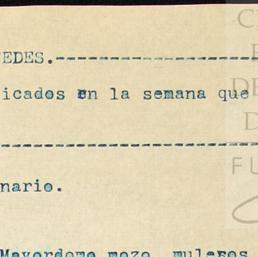 EDES.--------------------
icados en la semana que
-------------------------
nario.
Mayordomo mozo, muleros